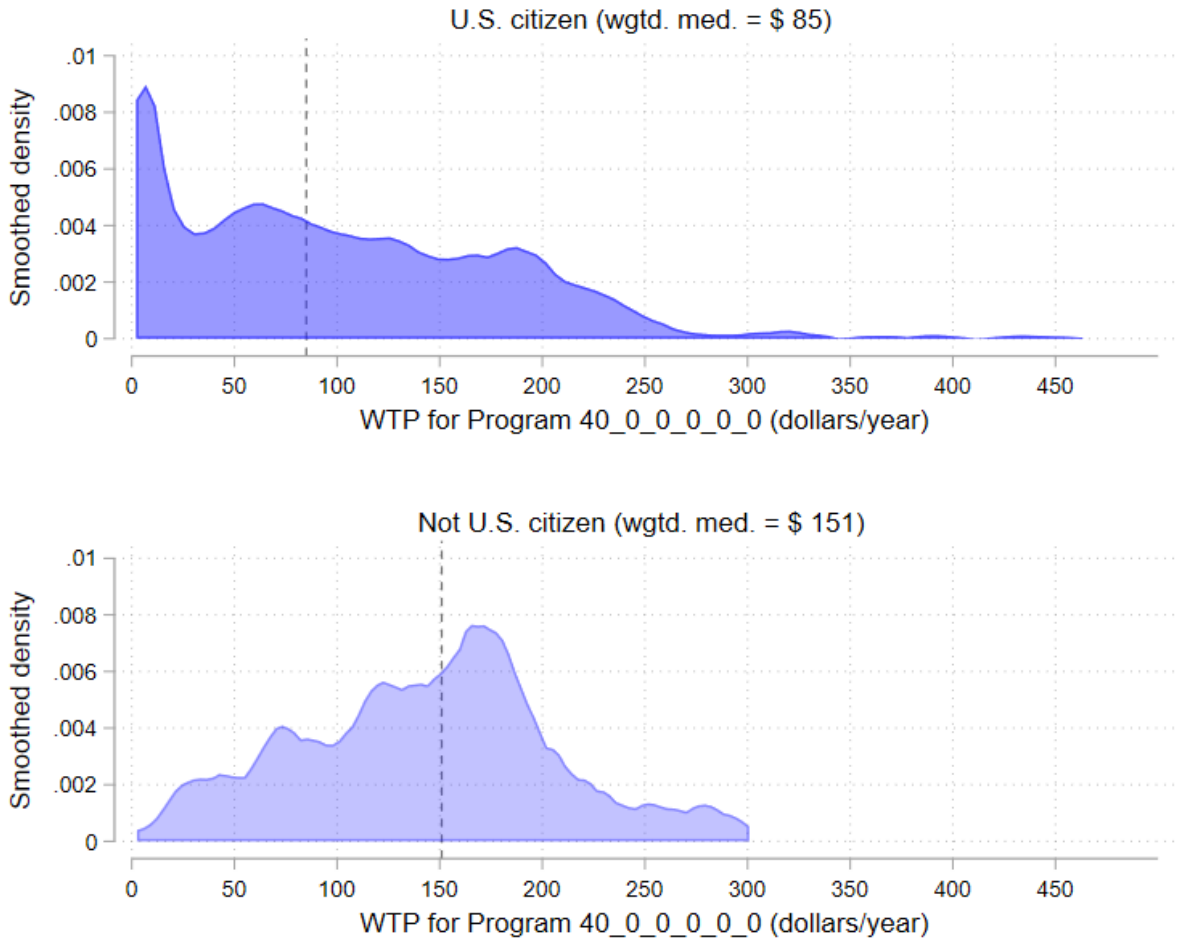 U.S. citizen (wgtd. med. = $ 85)
.01
.008
.006
.004
.002
0
Smoothed density
0 50 100 150 200 250 300 350 400 450
WTP for Program 40_0_0_0_0_0 (dollars/year)
Not U.S. citizen (wgtd. med. = $ 151)
.01
.008
.006
.004
.002
0
Smoothed density
0 50 100 150 200 250 300 350 400 450
WTP for Program 40_0_0_0_0_0 (dollars/year)